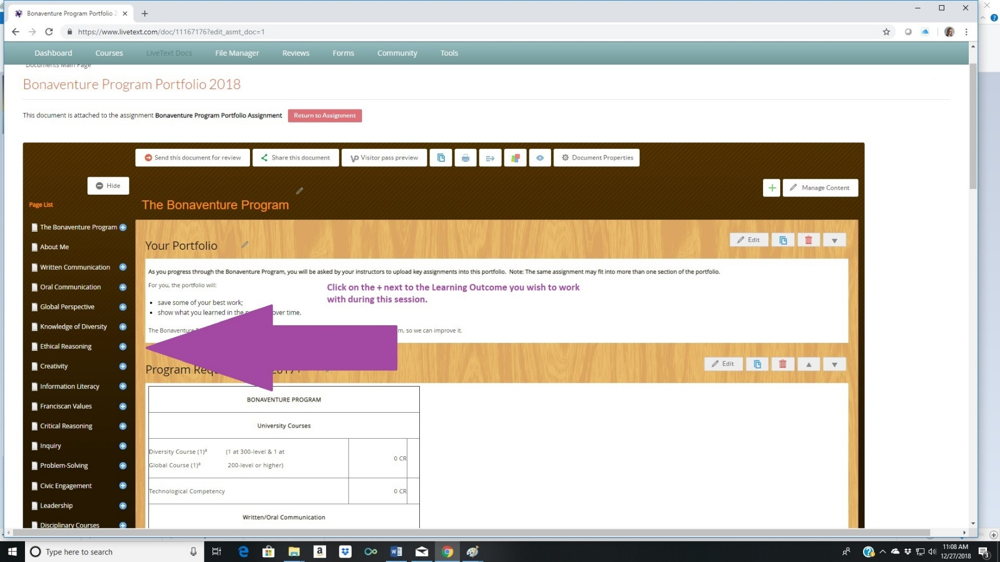 Bonaventure Program Portfolio 2
https://www.livetext.com/doc/11167176?edit_asmt_doc=1
Dashboard Courses LiveText Docs File Manager Reviews Forms Community Tools
Documents Main Page
Bonaventure Program Portfolio 2018
This document is attached to the assignment Bonaventure Program Portfolio Assignment Return to Assignment
Send this document for review Share this document Visitor pass preview Document Properties
Hide
Manage Content
Page List
The Bonaventure Program
The Bonaventure Program
About Me
Written Communication
Oral Communication
Global Perspective
Knowledge of Diversity
Ethical Reasoning
Creativity
Information Literacy
Franciscan Values
Critical Reasoning
Inquiry
Problem-Solving
Civic Engagement
Leadership
Disciplinary Courses
Your Portfolio
Edit
As you progress through the Bonaventure Program, you will be asked by your instructors to upload key assignments into this portfolio. Note: The same assignment may fit into more than one section of the portfolio.
For you, the portfolio will:
Click on the + next to the Learning Outcome you wish to work
with during this session.
save some of your best work;
show what you learned in the over time.
The Bonaventure m, so we can improve it.
Edit
Program
BONAVENTURE PROGRAM
University Courses
Diversity Course (1)ª (1 at 300-level & 1 at
Global Course (1)ª 200-level or higher)
0 CR
Technological Competency 0 CR
Written/Oral Communication
Type here to search
11:08 AM
12/27/2018
3